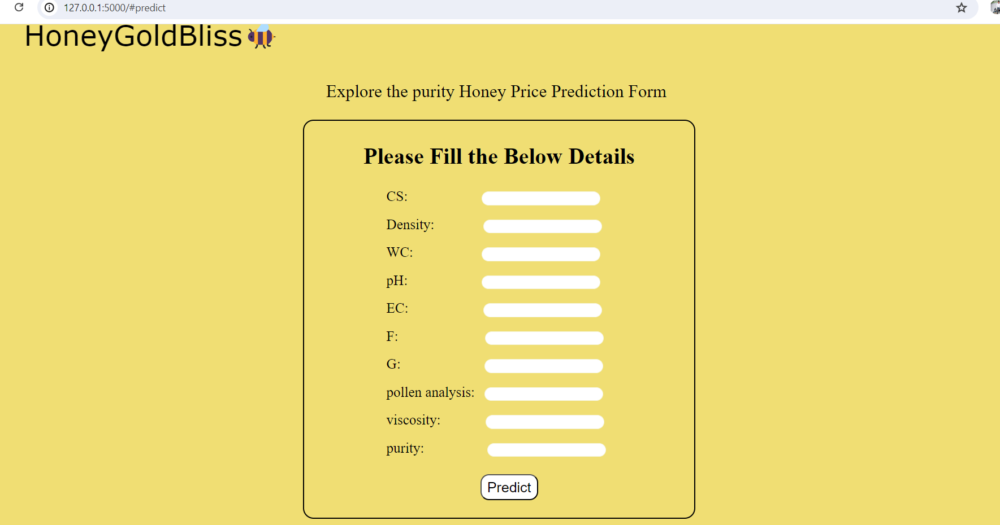 127.0.0.1:5000/#predict
HoneyGoldBliss
Explore the purity Honey Price Prediction Form
Please Fill the Below Details
CS:
Density:
WC:
pH:
EC:
F:
G:
pollen analysis:
viscosity:
purity:
Predict